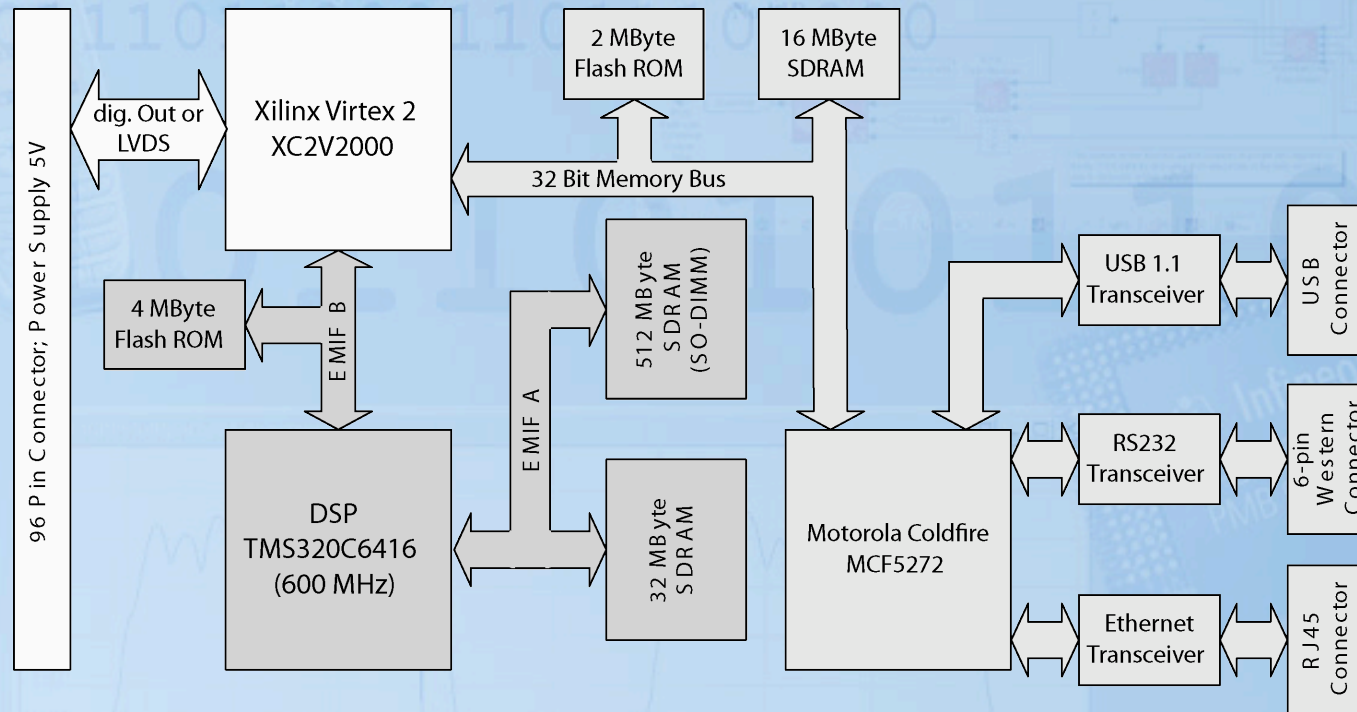 96 Pin Connector; Power Supply 5V
dig. Out or
LVDS
Xilinx Virtex 2
XC2V2000
2 MByte
Flash ROM
16 MByte
SDRAM
32 Bit Memory Bus
4 MByte
Flash ROM
EMIF B
512 MByte
SDRAM
(SO-DIMM)
EMIF A
32 MByte
SDRAM
DSP
TMS320C6416
(600 MHz)
Motorola Coldfire
MCF5272
USB 1.1
Transceiver
USB
Connector
RS232
Transceiver
6-pin
Western
Connector
Ethernet
Transceiver
RJ45
Connector